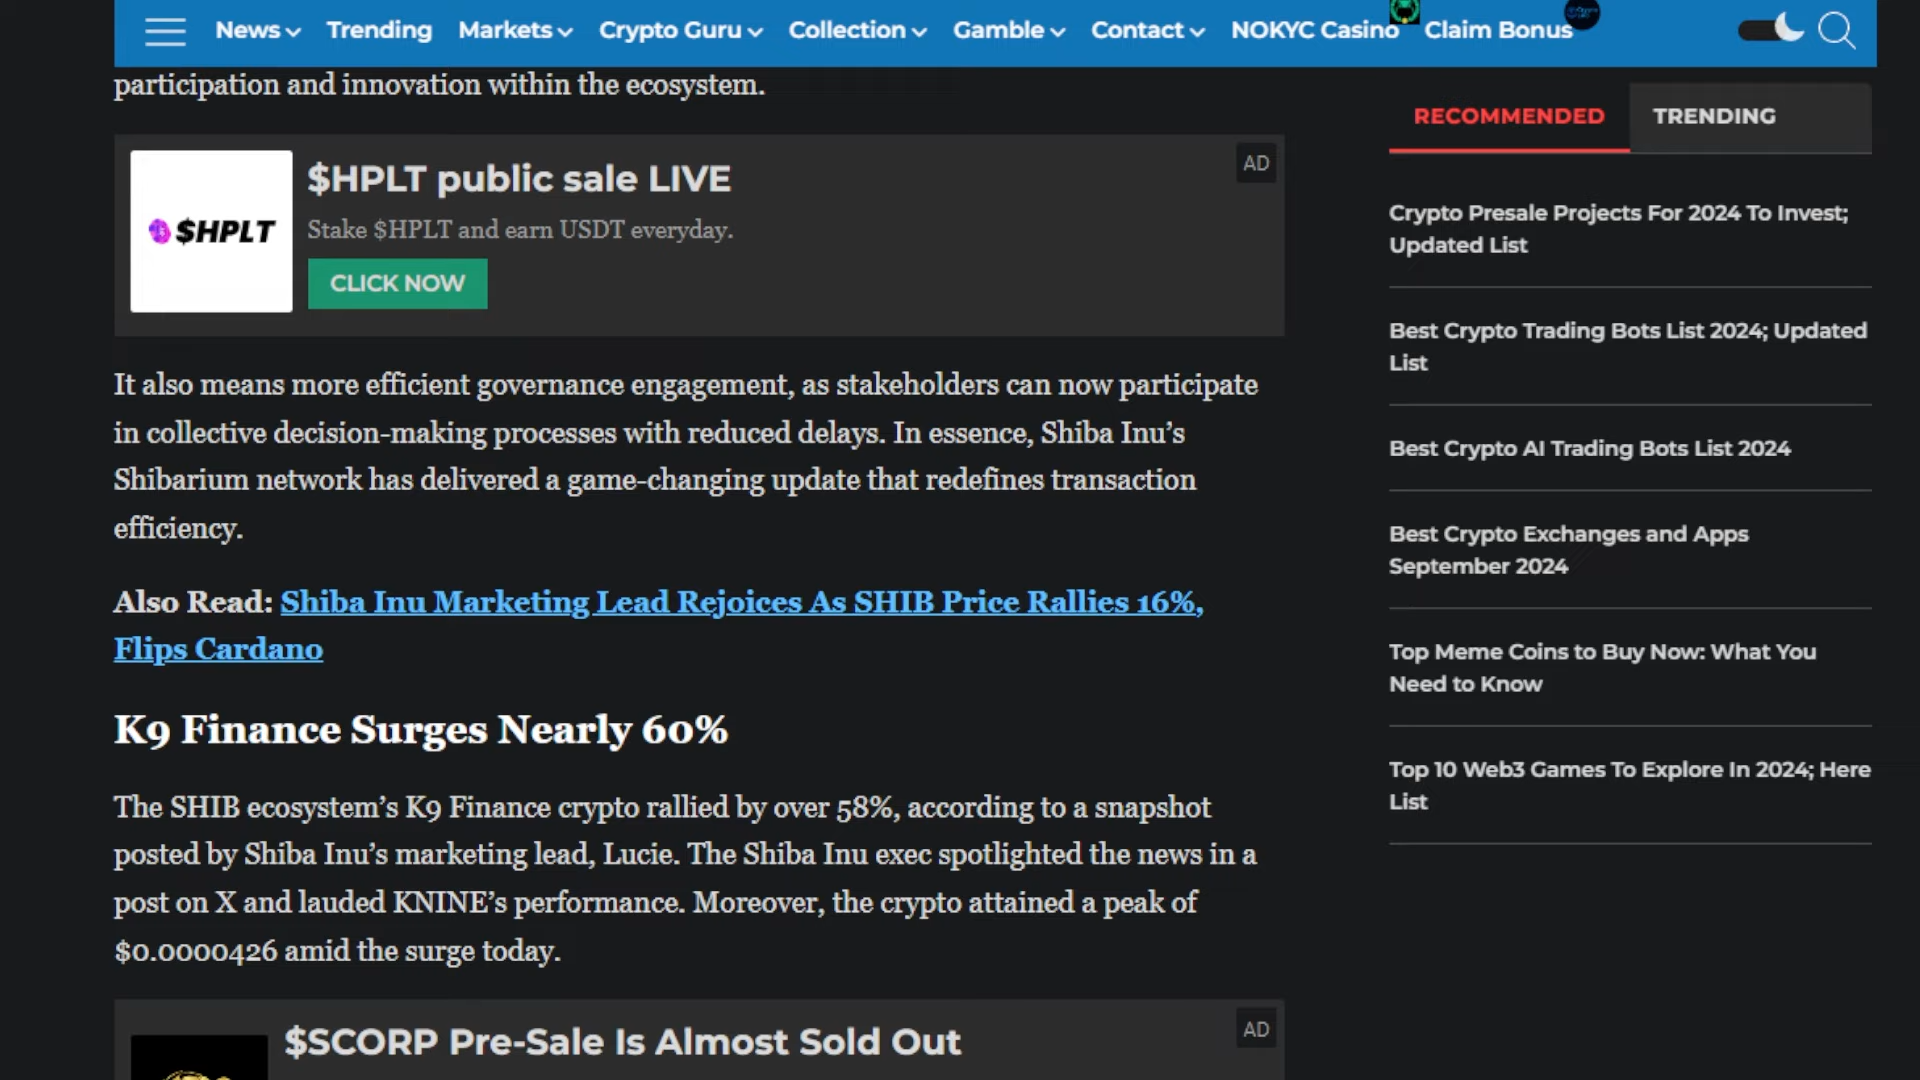 News
Trending
Markets
Crypto Guru
Collection
Gamble
Contact
NOKYC Casino
Claim Bonus
participation and innovation within the ecosystem.
AD
$HPLT
$HPLT public sale LIVE
Stake $HPLT and earn USDT everyday.
CLICK NOW
It also means more efficient governance engagement, as stakeholders can now participate
in collective decision-making processes with reduced delays. In essence, Shiba Inu’s
Shibarium network has delivered a game-changing update that redefines transaction
efficiency.
Also Read: Shiba Inu Marketing Lead Rejoices As SHIB Price Rallies 16%,
Flips Cardano
K9 Finance Surges Nearly 60%
The SHIB ecosystem’s K9 Finance crypto rallied by over 58%, according to a snapshot
posted by Shiba Inu’s marketing lead, Lucie. The Shiba Inu exec spotlighted the news in a
post on X and lauded KNINE’s performance. Moreover, the crypto attained a peak of
$0.0000426 amid the surge today.
AD
$SCORP Pre-Sale Is Almost Sold Out
RECOMMENDED
TRENDING
Crypto Presale Projects For 2024 To Invest;
Updated List
Best Crypto Trading Bots List 2024; Updated
List
Best Crypto AI Trading Bots List 2024
Best Crypto Exchanges and Apps
September 2024
Top Meme Coins to Buy Now: What You
Need to Know
Top 10 Web3 Games To Explore In 2024; Here
List